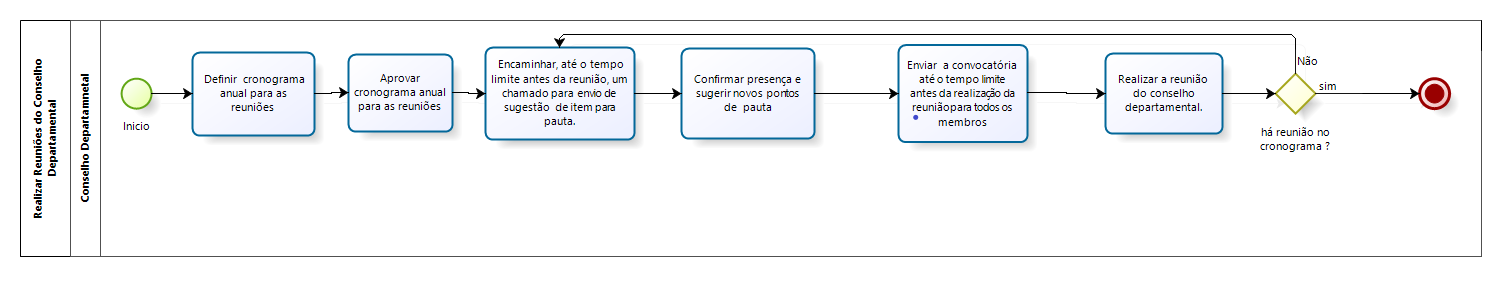 Realizar Reuniões do Conselho
Departamental
Conselho Departamnetal
Inicio
Definir cronograma
anual para as
reuniões
Aprovar
cronograma anual
para as reuniões
Encaminhar, até o tempo
limite antes da reunião, um
chamado para envio de
sugestão de item para
pauta.
Confirmar presença e
sugerir novos pontos
de pauta
Enviar a convocatória
até o tempo limite
antes da realização da
reunião para todos os
membros
Realizar a reunião
do conselho
departamental.
Não
sim
há reunião no
cronograma ?